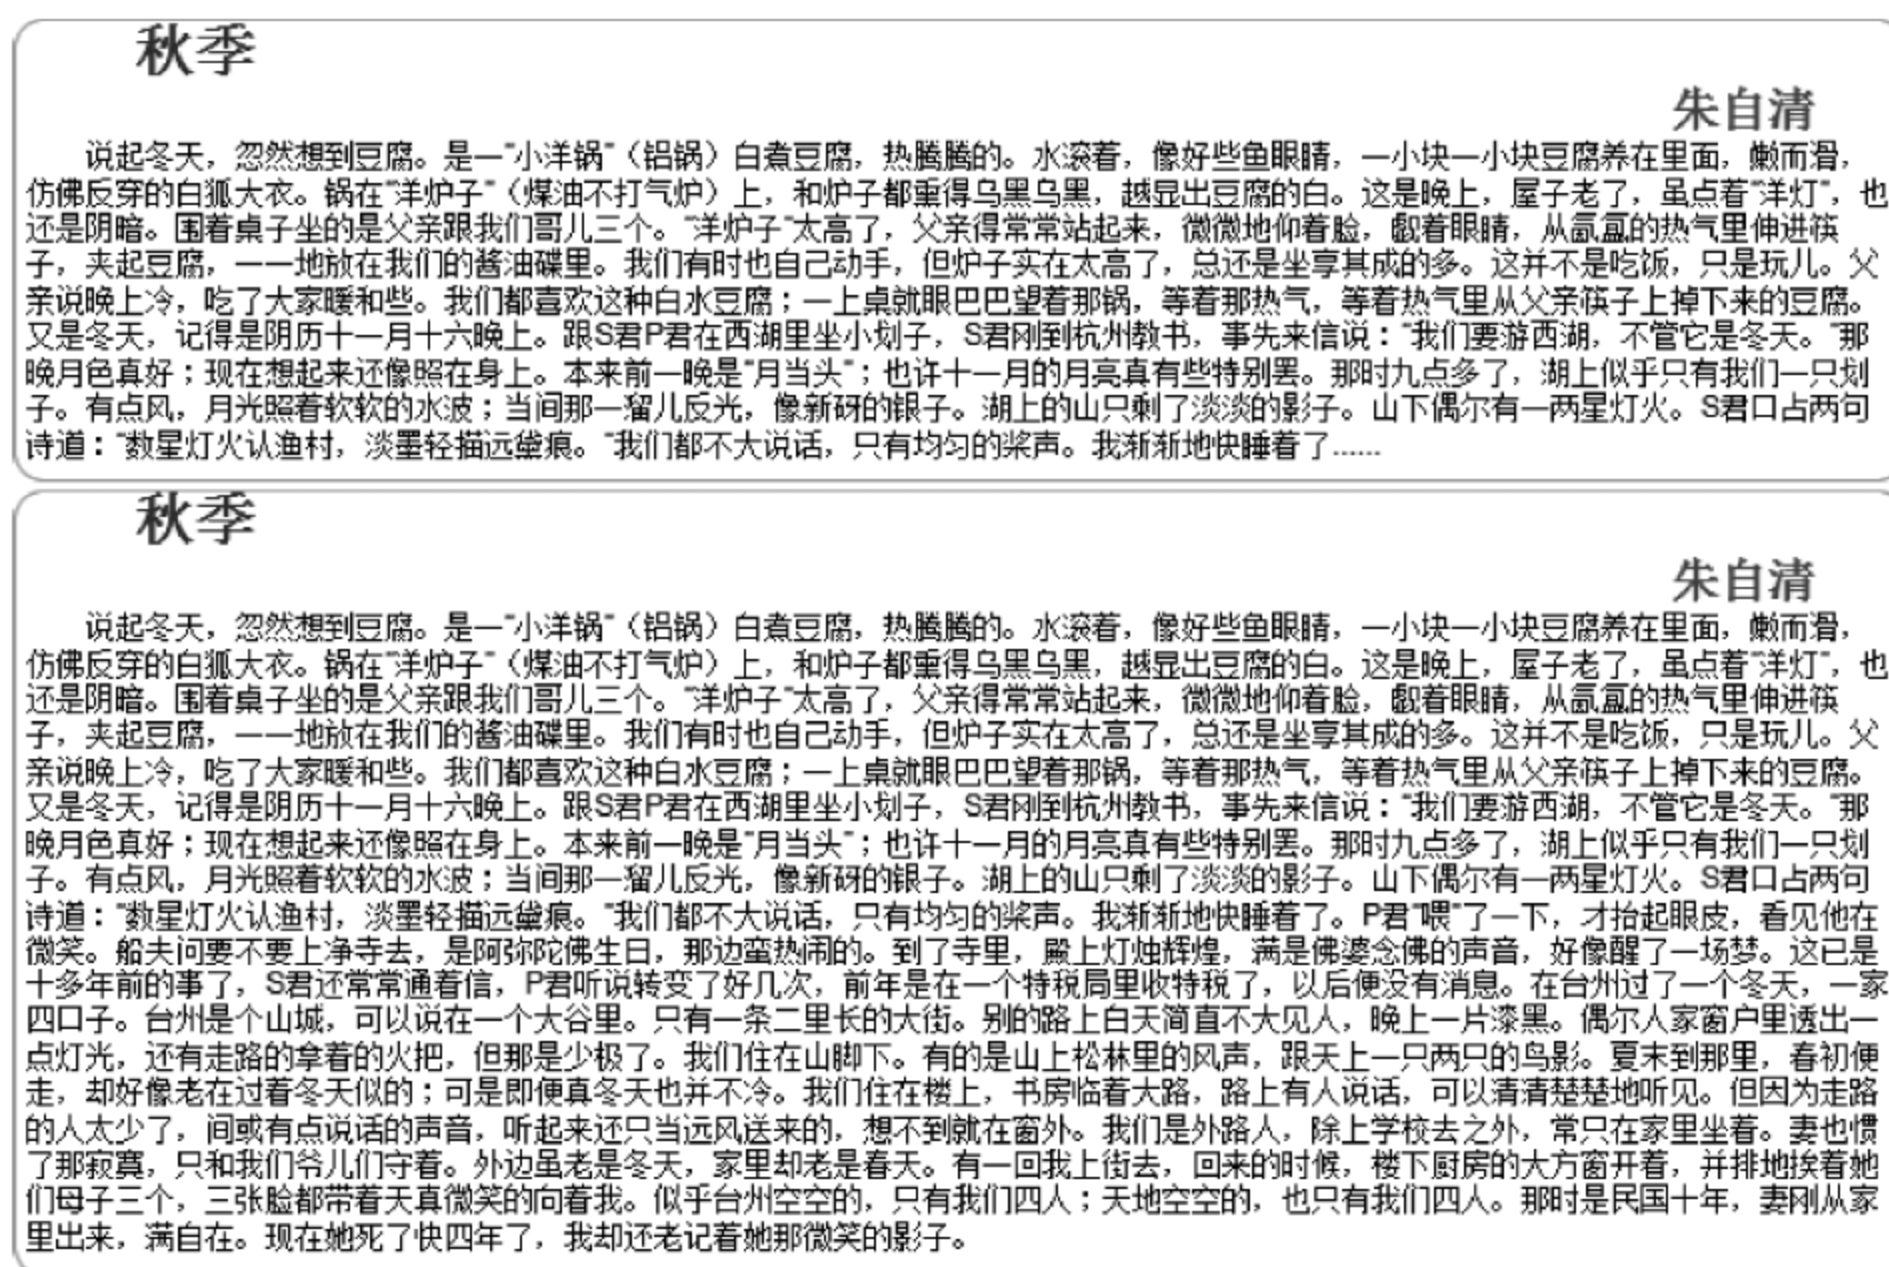 秋季
朱自清
说起冬天，忽然想到豆腐。是一“小洋锅”（铝锅）白煮豆腐，热腾腾的。水滚着，像好些鱼眼睛，一小块一小块豆腐养在里面，嫩而滑，
仿佛反穿的白狐大衣。锅在“洋炉子”（煤油不打气炉）上，和炉子都熏得乌黑乌黑，越显出豆腐的白。这是晚上，屋子老了，虽点着“洋灯”，也
还是阴暗。围着桌子坐的是父亲跟我们哥儿三个。“洋炉子”太高了，父亲得常常站起来，微微地仰着脸，觑着眼睛，从氤氲的热气里伸进筷
子，夹起豆腐，一一地放在我们的酱油碟里。我们有时也自己动手，但炉子实在太高了，总还是坐享其成的多。这并不是吃饭，只是玩儿。父
亲说晚上冷，吃了大家暖和些。我们都喜欢这种白水豆腐；一上桌就眼巴巴望着那锅，等着那热气，等着热气里从父亲筷子上掉下来的豆腐。
又是冬天，记得是阴历十一月十六晚上。跟S君P君在西湖里坐小划子，S君刚到杭州教书，事先来信说：“我们要游西湖，不管它是冬天。”那
晚月色真好；现在想起来还像照在身上。本来前一晚是“月当头”；也许十一月的月亮真有些特别罢。那时九点多了，湖上似乎只有我们一只划
子。有点风，月光照着软软的水波；当间那一溜儿反光，像新砑的银子。湖上的山只剩了淡淡的影子。山下偶尔有一两星灯火。S君口占两句
诗道：“数星灯火认渔村，淡墨轻描远黛痕。”我们都不大说话，只有均匀的桨声。我渐渐地快睡着了......
秋季
朱自清
说起冬天，忽然想到豆腐。是一“小洋锅”（铝锅）白煮豆腐，热腾腾的。水滚着，像好些鱼眼睛，一小块一小块豆腐养在里面，嫩而滑，
仿佛反穿的白狐大衣。锅在“洋炉子”（煤油不打气炉）上，和炉子都熏得乌黑乌黑，越显出豆腐的白。这是晚上，屋子老了，虽点着“洋灯”，也
还是阴暗。围着桌子坐的是父亲跟我们哥儿三个。“洋炉子”太高了，父亲得常常站起来，微微地仰着脸，觑着眼睛，从氤氲的热气里伸进筷
子，夹起豆腐，一一地放在我们的酱油碟里。我们有时也自己动手，但炉子实在太高了，总还是坐享其成的多。这并不是吃饭，只是玩儿。父
亲说晚上冷，吃了大家暖和些。我们都喜欢这种白水豆腐；一上桌就眼巴巴望着那锅，等着那热气，等着热气里从父亲筷子上掉下来的豆腐。
又是冬天，记得是阴历十一月十六晚上。跟S君P君在西湖里坐小划子，S君刚到杭州教书，事先来信说：“我们要游西湖，不管它是冬天。”那
晚月色真好；现在想起来还像照在身上。本来前一晚是“月当头”；也许十一月的月亮真有些特别罢。那时九点多了，湖上似乎只有我们一只划
子。有点风，月光照着软软的水波；当间那一溜儿反光，像新砑的银子。湖上的山只剩了淡淡的影子。山下偶尔有一两星灯火。S君口占两句
诗道：“数星灯火认渔村，淡墨轻描远黛痕。”我们都不大说话，只有均匀的桨声。我渐渐地快睡着了。P君“喂”了一下，才抬起眼皮，看见他在
微笑。船夫问要不要上净寺去，是阿弥陀佛生日，那边蛮热闹的。到了寺里，殿上灯烛辉煌，满是佛婆念佛的声音，好像醒了一场梦。这已是
十多年前的事了，S君还常常通着信，P君听说转变了好几次，前年是在一个特税局里收特税了，以后便没有消息。在台州过了一个冬天，一家
四口子。台州是个山城，可以说在一个大谷里。只有一条二里长的大街。别的路上白天简直不大见人，晚上一片漆黑。偶尔人家窗户里透出一
点灯光，还有走路的拿着的火把，但那是少极了。我们住在山脚下。有的是山上松林里的风声，跟天上一只两只的鸟影。夏末到那里，春初便
走，却好像老在过着冬天似的；可是即便真冬天也并不冷。我们住在楼上，书房临着大路，路上有人说话，可以清清楚楚地听见。但因为走路
的人太少了，间或有点说话的声音，听起来还只当远风送来的，想不到就在窗外。我们是外路人，除上学校去之外，常只在家里坐着。妻也惯
了那寂寞，只和我们爷儿们守着。外边虽老是冬天，家里却老是春天。有一回我上街去，回来的时候，楼下厨房的大方窗开着，并排地挨着她
们母子三个，三张脸都带着天真微笑的向着我。似乎台州空空的，只有我们四人；天地空空的，也只有我们四人。那时是民国十年，妻刚从家
里出来，满自在。现在她死了快四年了，我却还老记着她那微笑的影子。